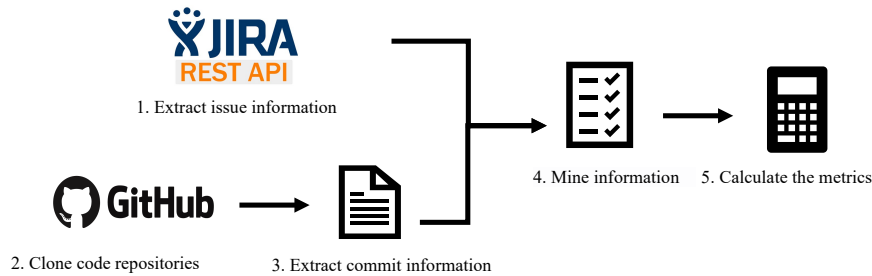 JIRA
REST API
1. Extract issue information
4. Mine information
5. Calculate the metrics
GitHub
2. Clone code repositories
3. Extract commit information